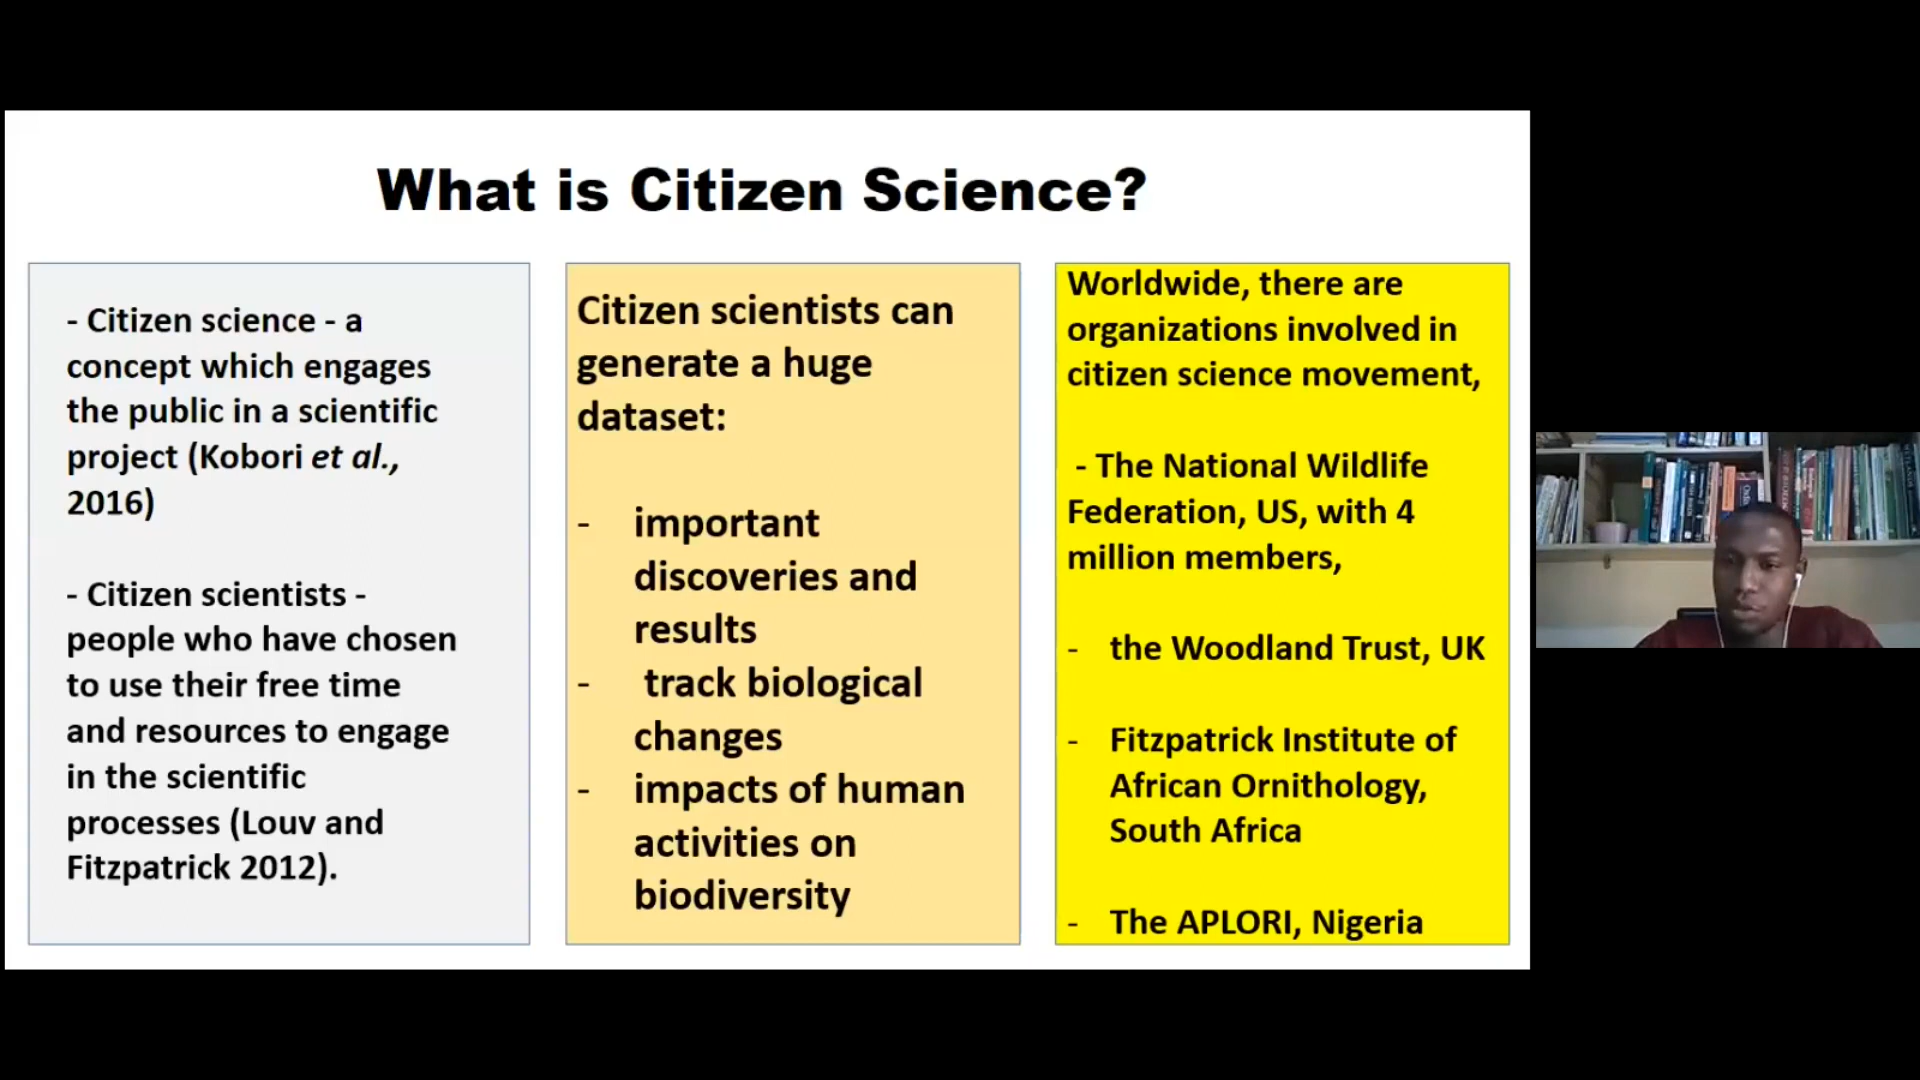 What is Citizen Science?
- Citizen science - a
concept which engages
the public in a scientific
project (Kobori et al.,
2016)
- Citizen scientists -
people who have chosen
to use their free time
and resources to engage
in the scientific
processes (Louv and
Fitzpatrick 2012).
Citizen scientists can
generate a huge
dataset:
- important
discoveries and
results
- track biological
changes
- impacts of human
activities on
biodiversity
Worldwide, there are
organizations involved in
citizen science movement,
- The National Wildlife
Federation, US, with 4
million members,
- the Woodland Trust, UK
- Fitzpatrick Institute of
African Ornithology,
South Africa
- The APLORI, Nigeria